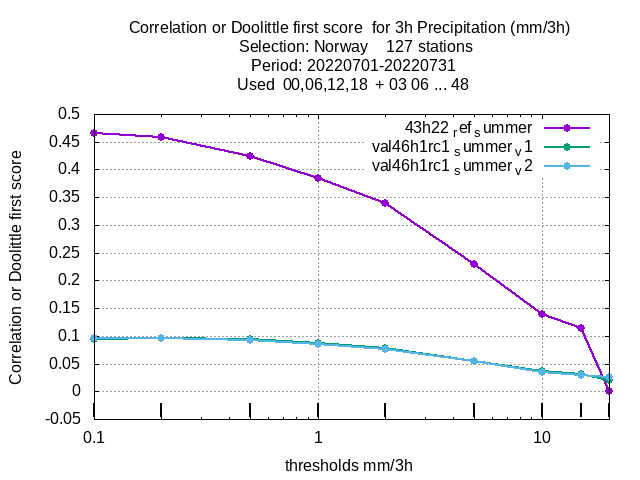 Correlation or Doolittle first score  for 3h Precipitation (mm/3h)
Selection: Norway    127 stations
Period: 20220701-20220731
Used  00,06,12,18  + 03 06 ... 48
43h22 ref summer
val46h1rc1 summer v1
val46h1rc1 summer v2
0.5
0.45
0.4
0.35
0.3
0.25
0.2
0.15
0.1
0.05
0
-0.05
Correlation or Doolittle first score
0.1 1 10
thresholds mm/3h